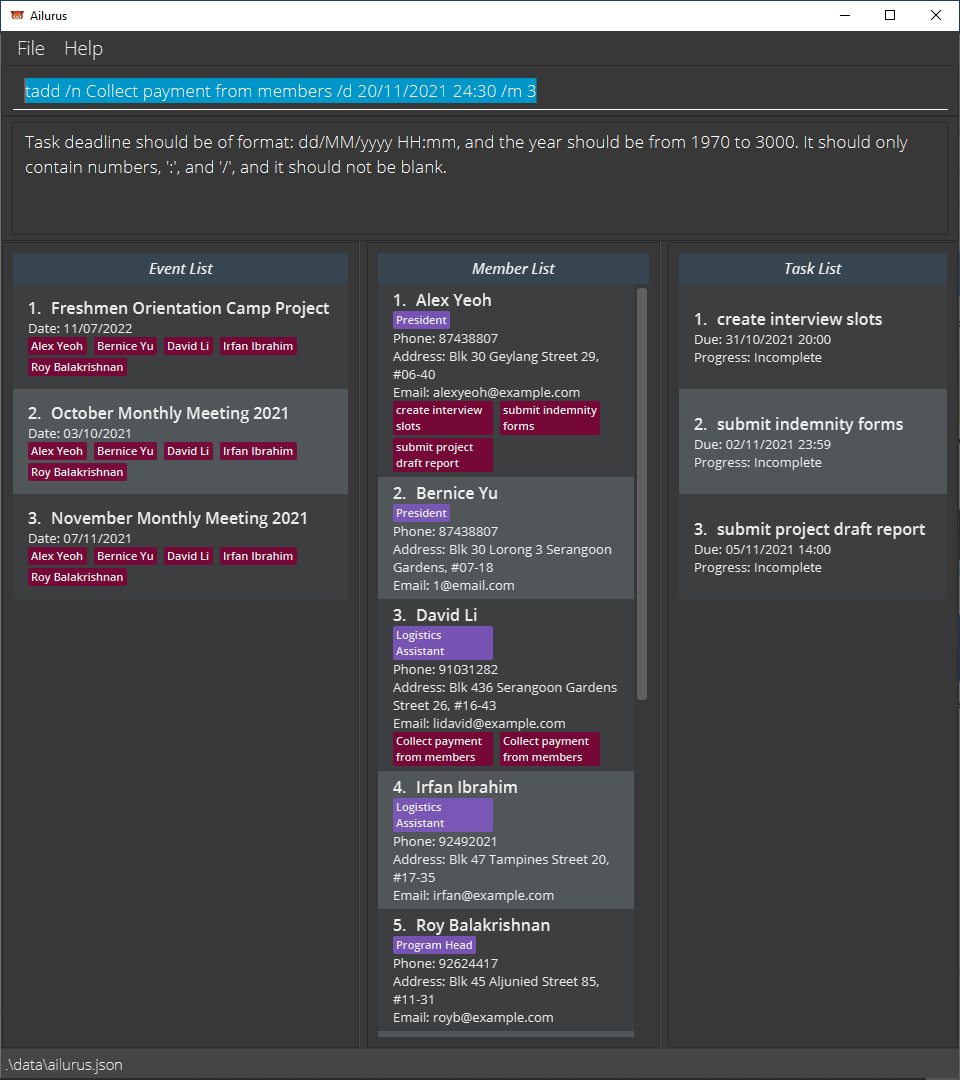 Ailurus
File Help
tadd /n Collect payment from members /d 20/11/2021 24:30 /m 3
Task deadline should be of format: dd/MM/yyyy HH:mm, and the year should be from 1970 to 3000. It should only
contain numbers, ':', and '/', and it should not be blank.
Event List
1. Freshmen Orientation Camp Project
Date: 11/07/2022
Alex Yeoh Bernice Yu David Li Irfan Ibrahim
Roy Balakrishnan
2. October Monthly Meeting 2021
Date: 03/10/2021
Alex Yeoh Bernice Yu David Li Irfan Ibrahim
Roy Balakrishnan
3. November Monthly Meeting 2021
Date: 07/11/2021
Alex Yeoh Bernice Yu David Li Irfan Ibrahim
Roy Balakrishnan
Member List
1. Alex Yeoh
President
Phone: 87438807
Address: Blk 30 Geylang Street 29,
#06-40
Email: alexyeoh@example.com
create interview
slots
submit indemnity
forms
submit project
draft report
2. Bernice Yu
President
Phone: 87438807
Address: Blk 30 Lorong 3 Serangoon
Gardens, #07-18
Email: 1@email.com
3. David Li
Logistics
Assistant
Phone: 91031282
Address: Blk 436 Serangoon Gardens
Street 26, #16-43
Email: lidavid@example.com
Collect payment
from members
Collect payment
from members
4. Irfan Ibrahim
Logistics
Assistant
Phone: 92492021
Address: Blk 47 Tampines Street 20,
#17-35
Email: irfan@example.com
5. Roy Balakrishnan
Program Head
Phone: 92624417
Address: Blk 45 Aljunied Street 85,
#11-31
Email: royb@example.com
Task List
1. create interview slots
Due: 31/10/2021 20:00
Progress: Incomplete
2. submit indemnity forms
Due: 02/11/2021 23:59
Progress: Incomplete
3. submit project draft report
Due: 05/11/2021 14:00
Progress: Incomplete
.\data\ailurus.json